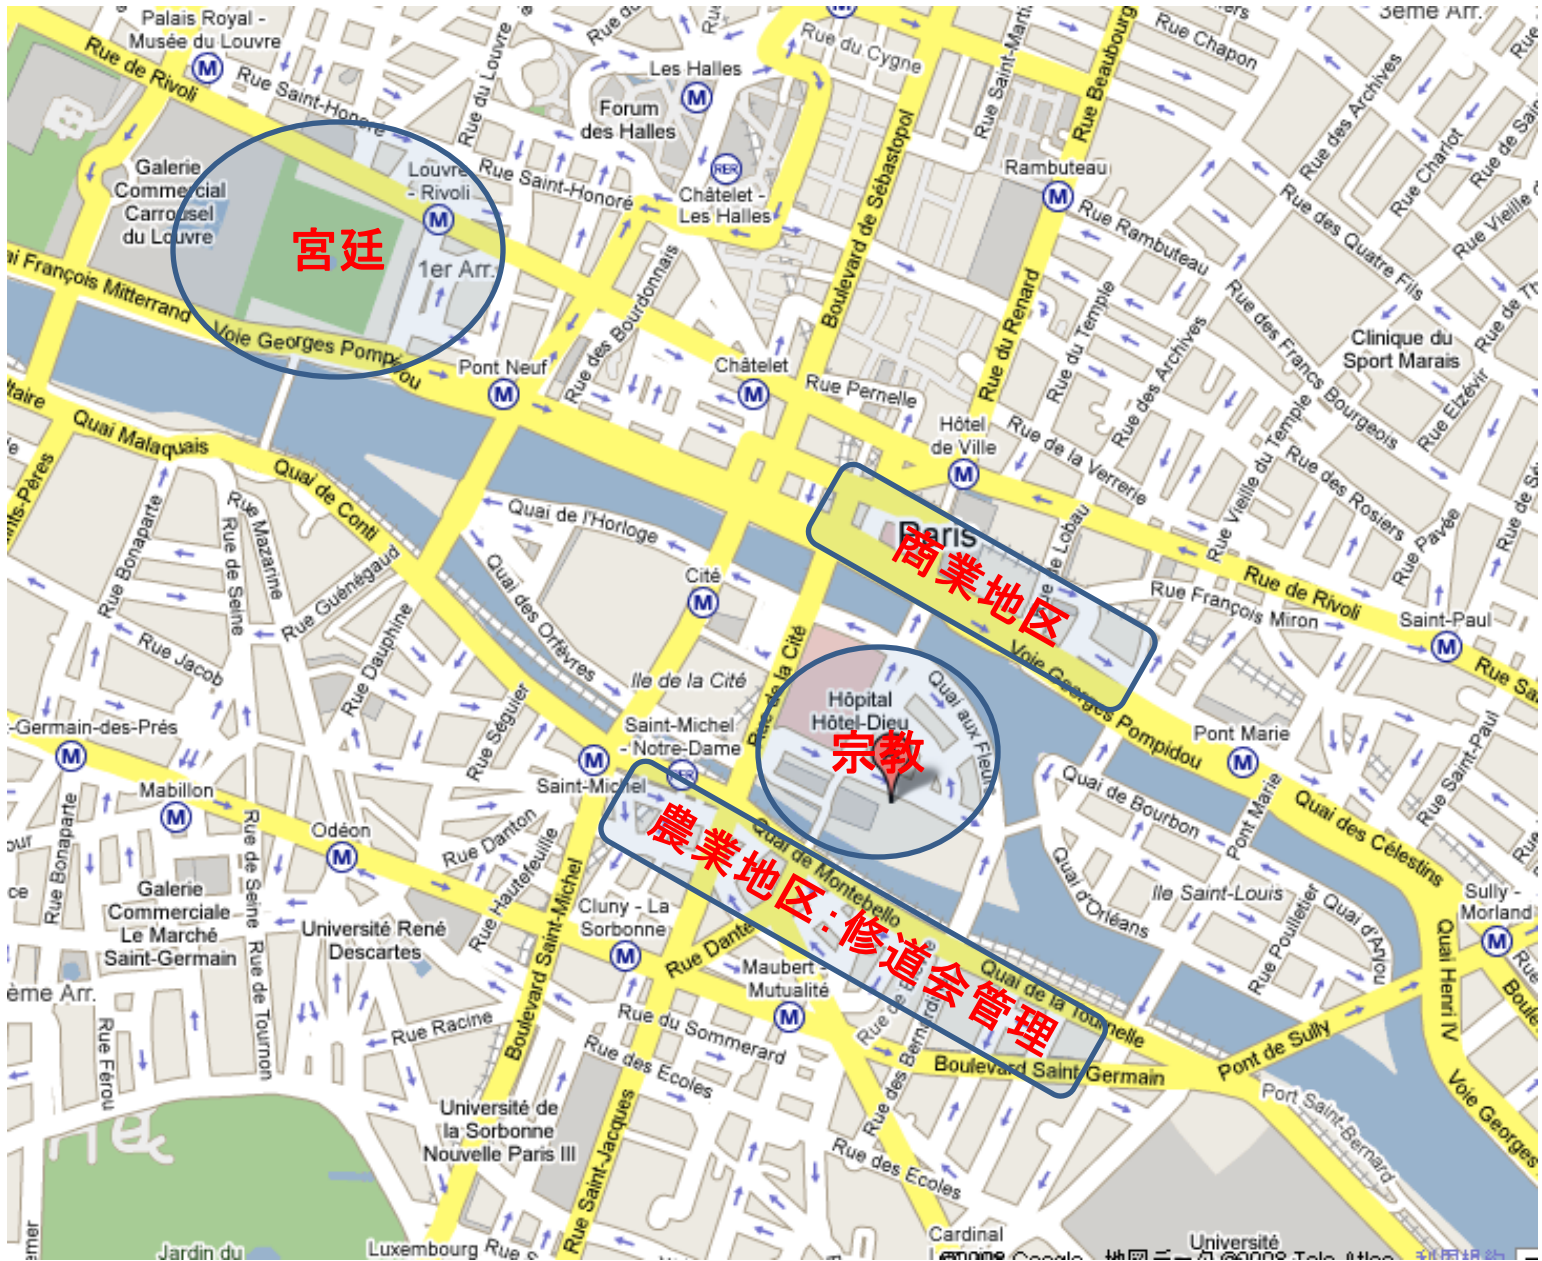 Palais Royal -
Musée du Louvre
Rue de Rivoli
Rue Saint-Honoré
Rue du Louvre
Les Halles
Forum
des Halles
Rue du Cygne
Châtelet -
Les Halles
RER
Rue Saint-Honoré
Boulevard de Sébastopol
Rue Beaubourg
Rue Chapon
3ème Arr.
Rambuteau
Rue Rambuteau
Rue des Archives
Rue Charlot
Rue des Quatre Fils
Galerie
Commercial
Carrousel
du Louvre
Louvre
- Rivoli
宮廷
1er Arr.
Voie Georges Pompidou
Pont Neuf
Rue des Bourdonnais
Châtelet
Rue Pernelle
Rue du Renard
Rue du Temple
Rue des Archives
Rue des Francs Bourgeois
Clinique du
Sport Marais
Rue Elzévir
Hôtel
de Ville
Rue de la Verrerie
Rue Vieille du Temple
Rue des Rosiers
Rue Pavée
Quai Malaquais
Quai de Conti
Rue Bonaparte
Rue Mazarine
Rue de Seine
Rue Guénégaud
Rue Jacob
Rue Dauphine
Quai de l'Horloge
Quai des Orfèvres
Cité
Ile de la Cité
Rue de la Cité
Paris
商業地区
Rue François Miron
Rue de Rivoli
Saint-Paul
Rue Saint-Paul
Voie Georges Pompidou
Pont Marie
Hôpital
Hôtel-Dieu
宗教
Quai aux Fleurs
Saint-Michel
- Notre-Dame
Saint-Michel
Rue Séguier
Mabillon
Odéon
Rue Danton
Rue Hautefeuille
農業地区:修道会管理
Quai de Montebello
Quai de la Tournelle
Quai de Bourbon
Pont Marie
Quai des Célestins
Ile Saint-Louis
Quai d'Orléans
Rue Poulletier
Quai d'Anjou
Sully -
Morland
Quai Henri IV
Galerie
Commerciale
Le Marché
Saint-Germain
Rue Bonaparte
Rue de Seine
Rue de Tournon
Université René
Descartes
Cluny - La
Sorbonne
Rue Dante
Maubert -
Mutualité
Boulevard Saint-Michel
Rue Racine
Rue du Sommerard
Rue des Ecoles
Rue des Bernardins
Boulevard Saint-Germain
Pont de Sully
Port Saint-Bernard
Voie Georges
Rue Férou
Université de
la Sorbonne
Nouvelle Paris III
Rue Saint-Jacques
Rue des Ecoles
Cardinal
Université
Jardin du
Luxembourg